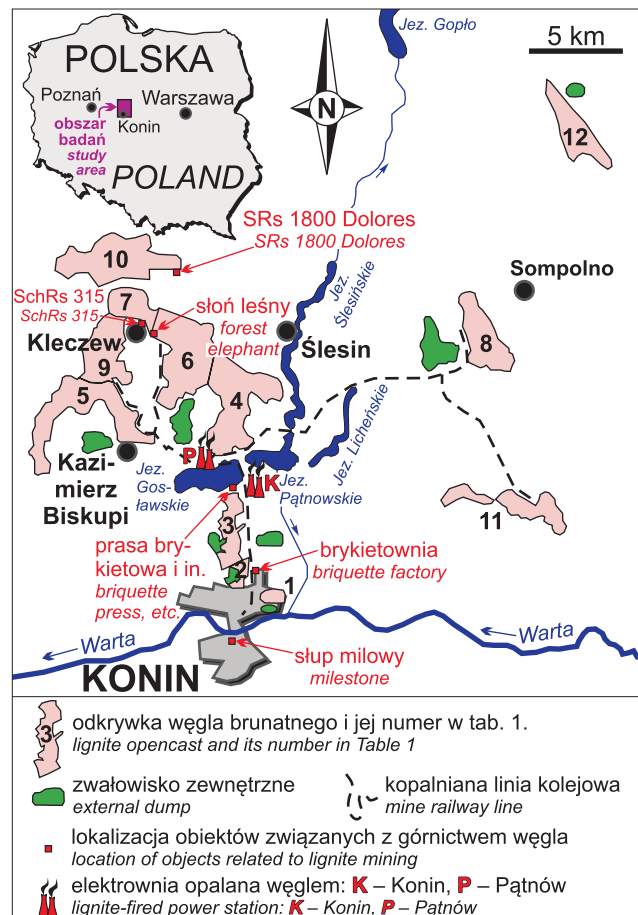 Jez. Gopło
5 km
POLSKA
Poznań
Warszawa
obszar
badań
study
area
Konin
POLAND
N
12
SRs 1800 Dolores
SRs 1800 Dolores
10
Sompolno
SchRs 315
SchRs 315
7
słoń leśny
forest
elephant
Jez.
Ślesińskie
Kleczew
Ślesin
8
9
6
5
4
Jez. Licheńskie
Kazi-
mierz
Biskupi
P
K
Jez.
Gos-
ławskie
Jez.
Pątnowskie
11
3
prasa bry-
kietowa i in.
briquette
press, etc.
2
brykietownia
briquette factory
1
Warta
Warta
KONIN
słup milowy
milestone
3
odkrywka węgla brunatnego i jej numer w tab. 1.
lignite opencast and its number in Table 1
zwałowisko zewnętrzne
external dump
kopalniana linia kolejowa
mine railway line
lokalizacja obiektów związanych z górnictwem węgla
location of objects related to lignite mining
elektrownia opalana węglem: K – Konin, P – Pątnów
lignite-fired power station: K – Konin, P – Pątnów